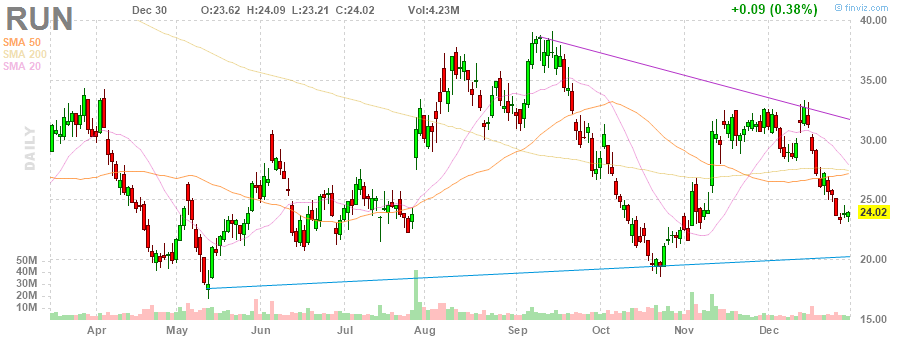 RUN Dec 30 O:23.62 H:24.09 L:23.21 C:24.02 Vol:4.23M +0.09 (0.38%) © finviz.com
SMA 50
SMA 200
SMA 20
DAILY
40.00
35.00
30.00
25.00
24.02
20.00
15.00
50M
40M
30M
20M
10M
Apr May Jun Jul Aug Sep Oct Nov Dec